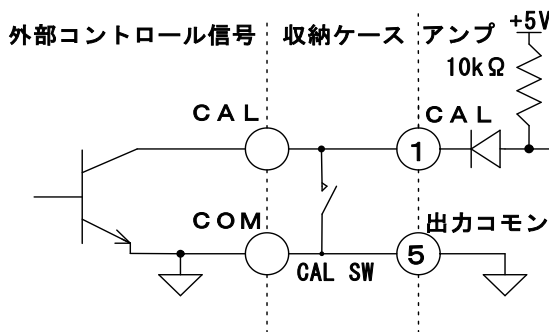 外部コントロール信号
収納ケース
アンプ
+5V
10kΩ
CAL
CAL
1
COM
出力コモン
5
CAL SW